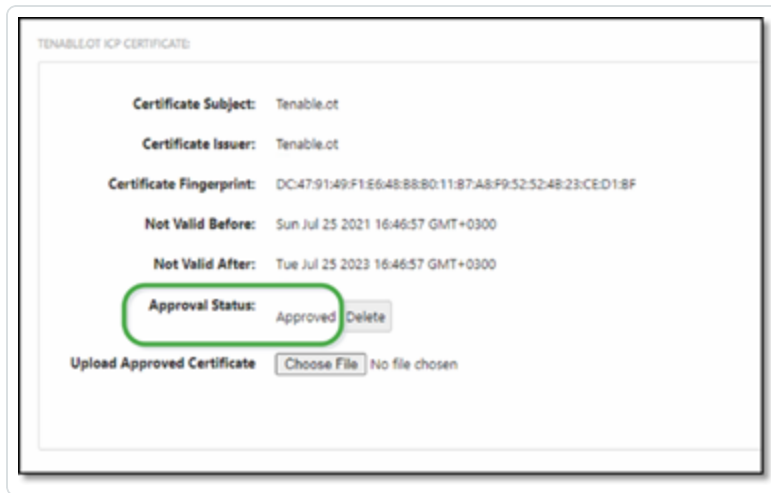 TENABLE.OT ICP CERTIFICATE:
Certificate Subject: Tenable.ot
Certificate Issuer: Tenable.ot
Certificate Fingerprint: DC:47:91:49:F1:E6:48:B8:B0:11:B7:A8:F9:52:52:4B:23:CE:D1:BF
Not Valid Before: Sun Jul 25 2021 16:46:57 GMT+0300
Not Valid After: Tue Jul 25 2023 16:46:57 GMT+0300
Approval Status: Approved Delete
Upload Approved Certificate Choose File No file chosen